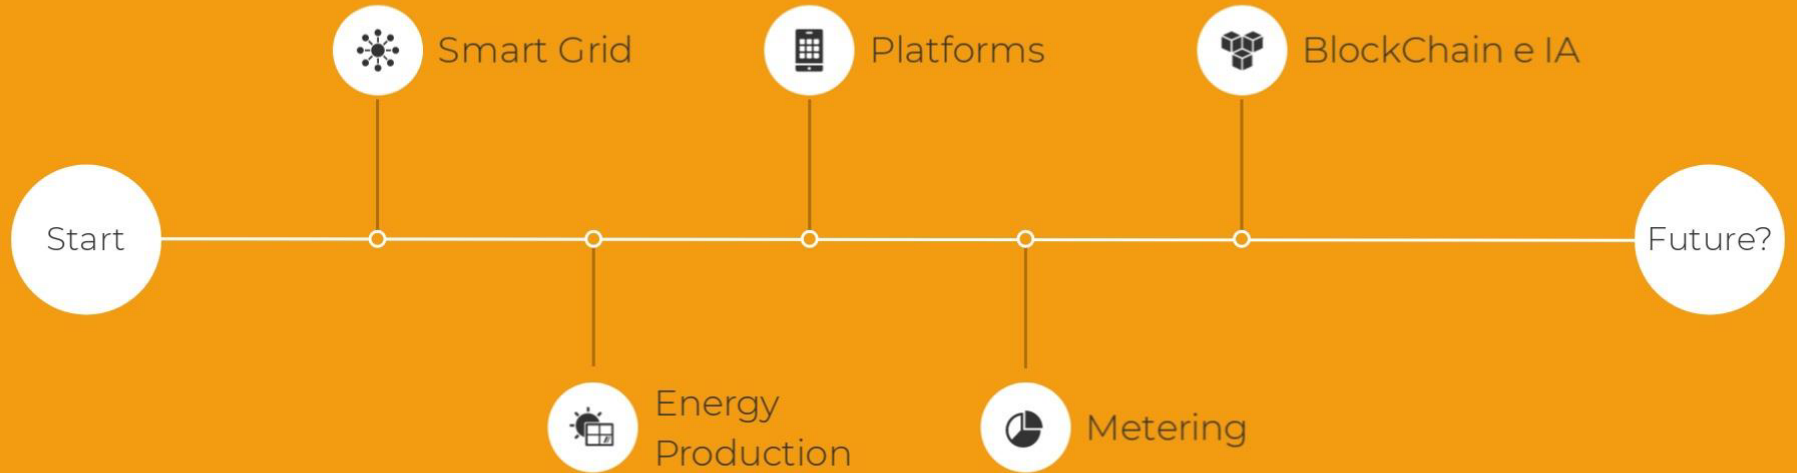 Smart Grid
Platforms
BlockChain e IA
Start
Future?
Energy
Production
Metering